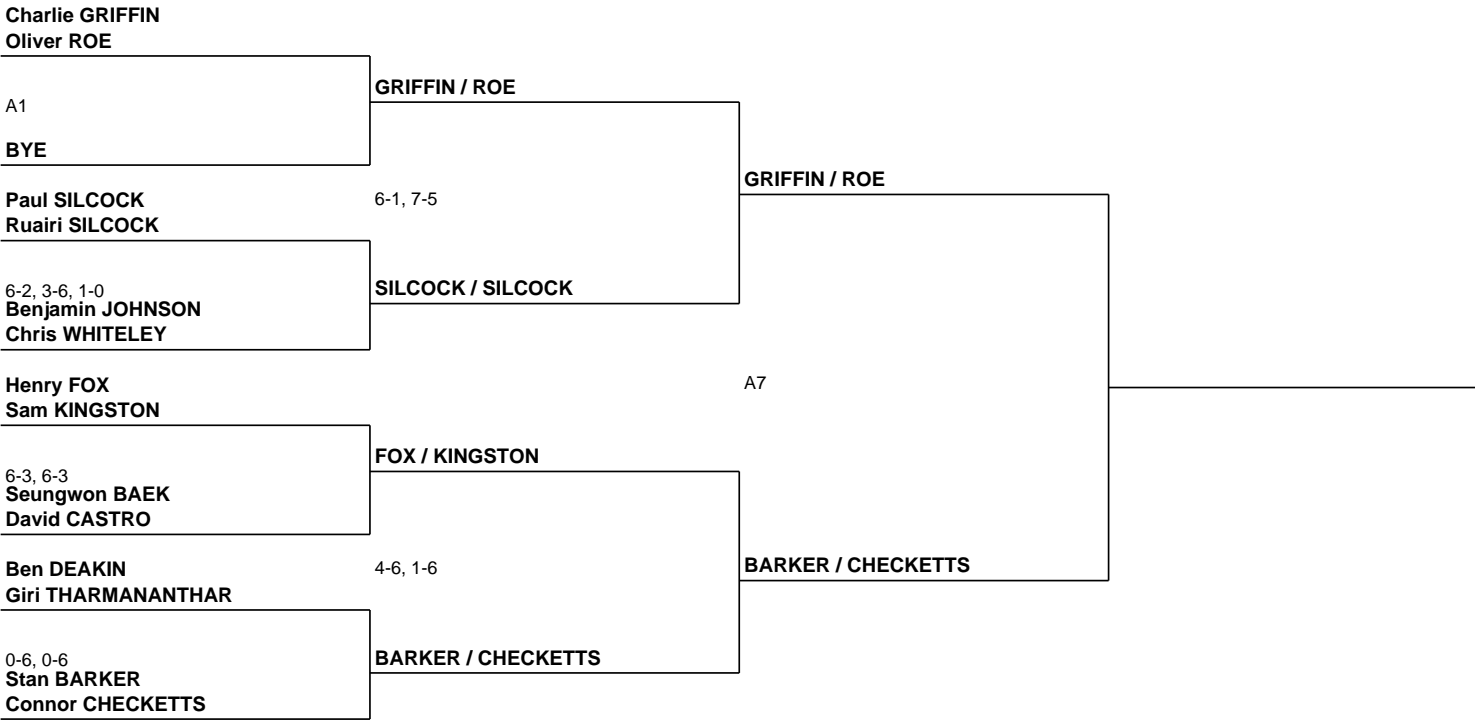 Charlie GRIFFIN
Oliver ROE
GRIFFIN / ROE
A1
BYE
GRIFFIN / ROE
Paul SILCOCK
6-1, 7-5
Ruairi SILCOCK
6-2, 3-6, 1-0
SILCOCK / SILCOCK
Benjamin JOHNSON
Chris WHITELEY
Henry FOX
A7
Sam KINGSTON
FOX / KINGSTON
6-3, 6-3
Seungwon BAEK
David CASTRO
Ben DEAKIN
4-6, 1-6
BARKER / CHECKETTS
Giri THARMANANTHAR
0-6, 0-6
BARKER / CHECKETTS
Stan BARKER
Connor CHECKETTS